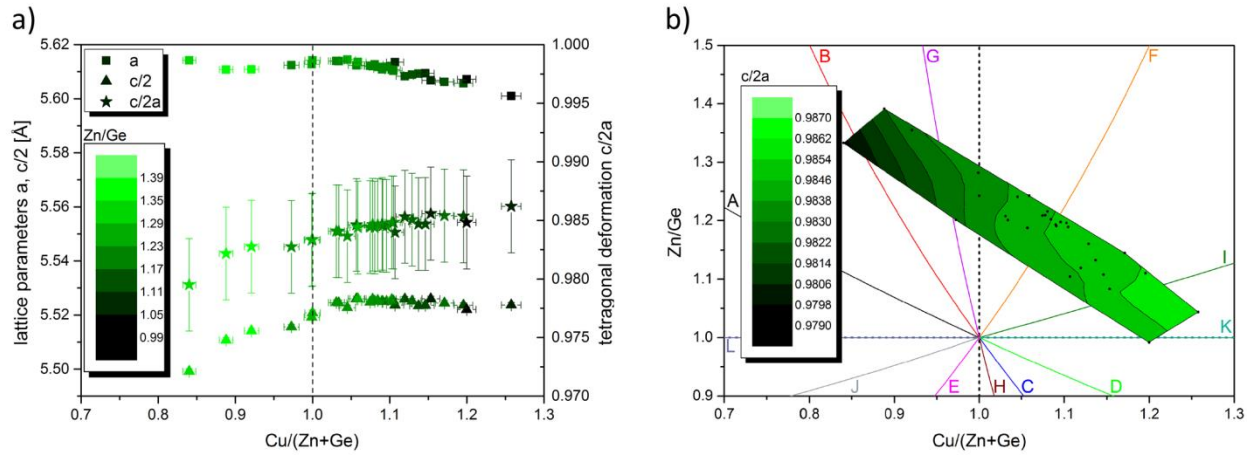 a)
5.62
5.60
5.58
5.56
5.54
5.52
5.50
lattice parameters a, c/2 [Å]
a
c/2
c/2a
Zn/Ge
1.39
1.35
1.29
1.23
1.17
1.11
1.05
0.99
1.000
0.995
0.990
0.985
0.980
0.975
0.970
tetragonal deformation c/2a
0.7 0.8 0.9 1.0 1.1 1.2 1.3
Cu/(Zn+Ge)
b)
1.5
1.4
1.3
1.2
1.1
1.0
0.9
Zn/Ge
c/2a
0.9870
0.9862
0.9854
0.9846
0.9838
0.9830
0.9822
0.9814
0.9806
0.9798
0.9790
B G F
A
I
L K
J E H C D
0.7 0.8 0.9 1.0 1.1 1.2 1.3
Cu/(Zn+Ge)